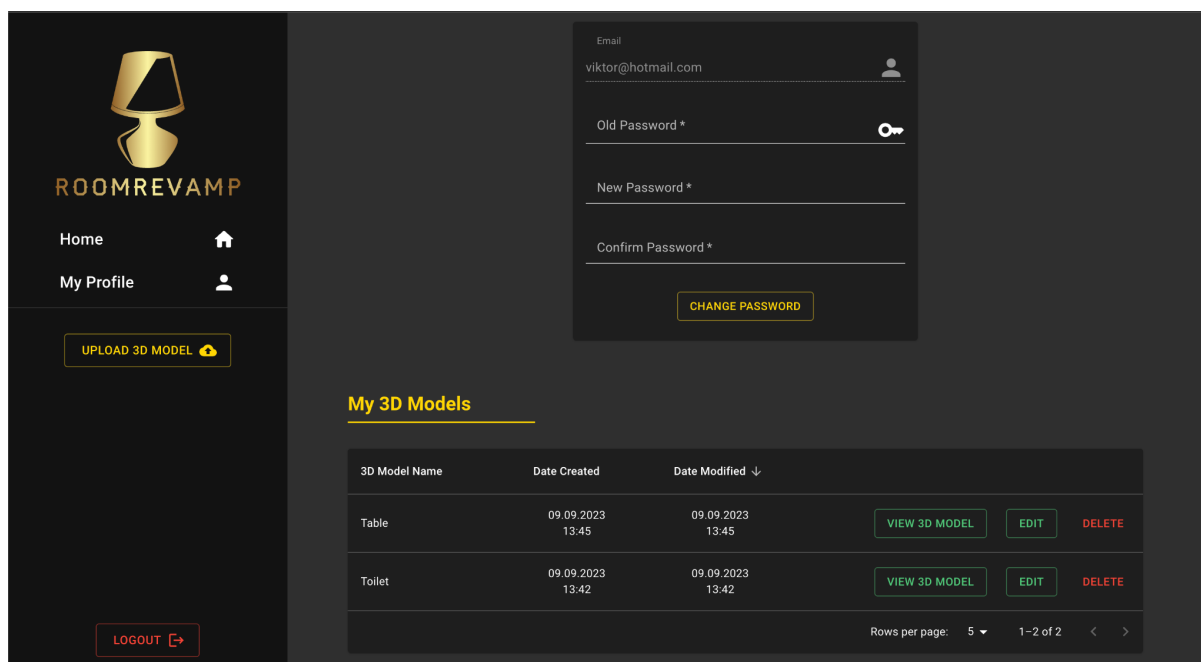 ROOMREVAMP
Home
My Profile
UPLOAD 3D MODEL
LOGOUT
Email
viktor@hotmail.com
Old Password *
New Password *
Confirm Password *
CHANGE PASSWORD
My 3D Models
3D Model Name Date Created Date Modified
Table 09.09.2023 13:45 09.09.2023 13:45 VIEW 3D MODEL EDIT DELETE
Toilet 09.09.2023 13:42 09.09.2023 13:42 VIEW 3D MODEL EDIT DELETE
Rows per page: 5 1–2 of 2